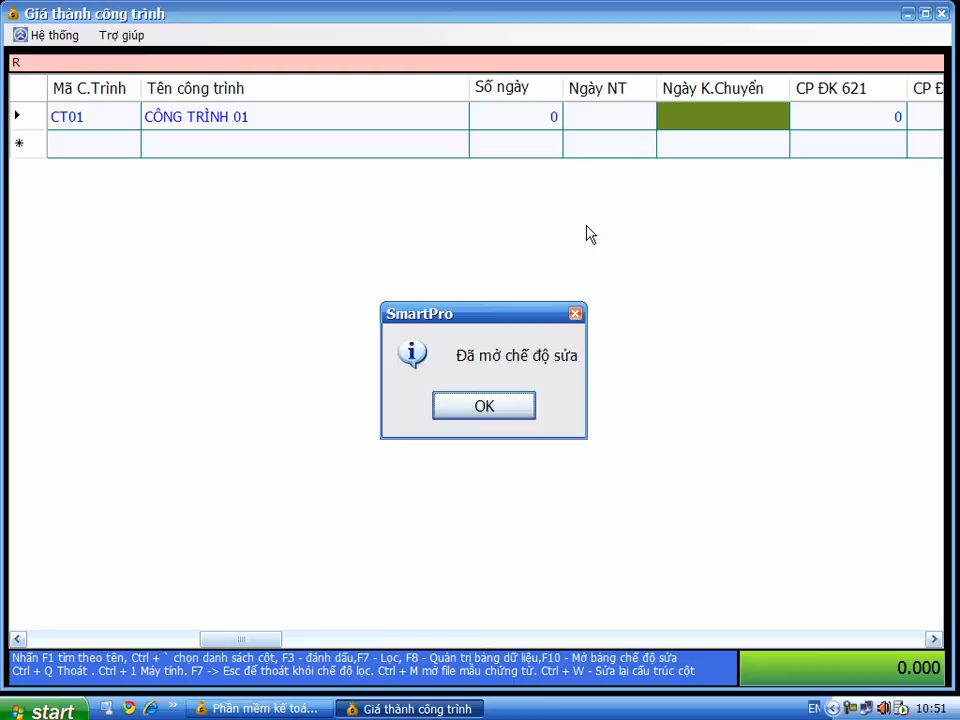 Giá thành công trình
Hệ thống Trợ giúp
R
Mã C.Trình Tên công trình Số ngày Ngày NT Ngày K.Chuyển CP ĐK 621 CP Đ
CT01 CÔNG TRÌNH 01 0 0
SmartPro
Đã mở chế độ sửa
OK
Nhấn F1 tìm theo tên, Ctrl + ` chọn danh sách cột, F3 - đánh dấu,F7 - Lọc, F8 - Quản trị bảng dữ liệu,F10 - Mở bảng chế độ sửa
Ctrl + Q Thoát . Ctrl + 1 Máy tính. F7 -> Esc để thoát khỏi chế độ lọc. Ctrl + M mở file mẫu chứng từ. Ctrl + W - Sửa lại cấu trúc cột
0.000
start Phần mềm kế toá... Giá thành công trình EN 10:51